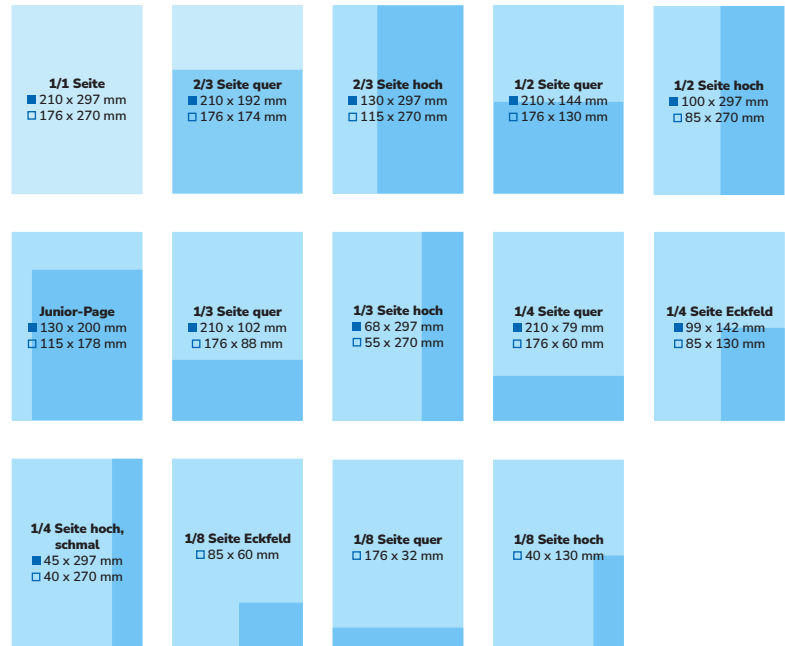 1/1 Seite
210 x 297 mm
176 x 270 mm
2/3 Seite quer
210 x 192 mm
176 x 174 mm
2/3 Seite hoch
130 x 297 mm
115 x 270 mm
1/2 Seite quer
210 x 144 mm
176 x 130 mm
1/2 Seite hoch
100 x 297 mm
85 x 270 mm
Junior-Page
130 x 200 mm
115 x 178 mm
1/3 Seite quer
210 x 102 mm
176 x 88 mm
1/3 Seite hoch
68 x 297 mm
55 x 270 mm
1/4 Seite quer
210 x 79 mm
176 x 60 mm
1/4 Seite Eckfeld
99 x 142 mm
85 x 130 mm
1/4 Seite hoch,
schmal
45 x 297 mm
40 x 270 mm
1/8 Seite Eckfeld
85 x 60 mm
1/8 Seite quer
176 x 32 mm
1/8 Seite hoch
40 x 130 mm